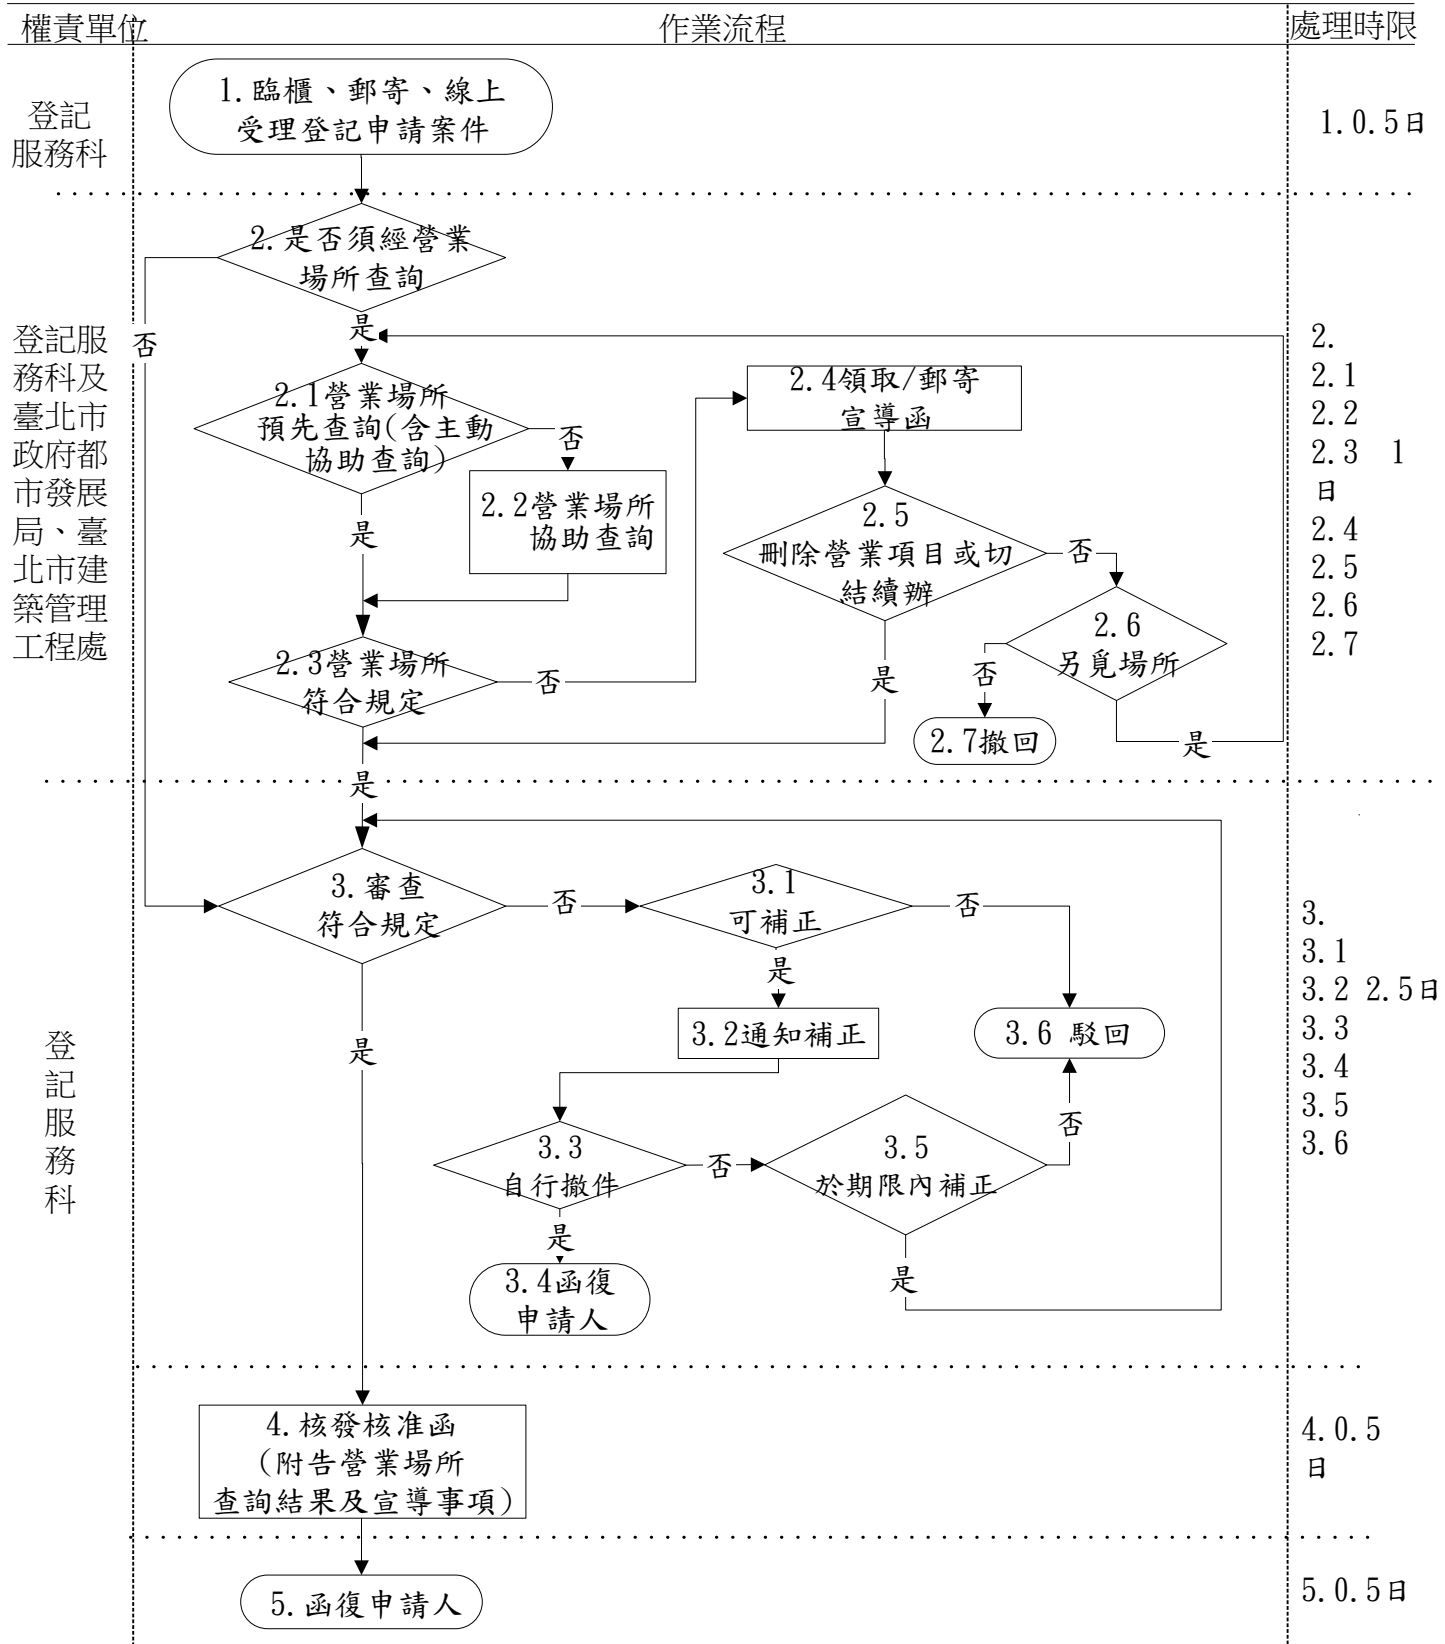 權責單位
作業流程
處理時限
1.臨櫃、郵寄、線上
受理登記申請案件
登記
服務科
1.0.5日
2.是否須經營業
場所查詢
否
是
登記服
務科及
臺北市
政府都
市發展
局、臺
北市建
築管理
工程處
2.1營業場所
預先查詢(含主動
協助查詢)
否
是
2.2營業場所
協助查詢
2.3營業場所
符合規定
否
是
2.4領取/郵寄
宣導函
2.5
刪除營業項目或切
結續辦
否
是
2.6
另覓場所
否
是
2.7撤回
2.
2.1
2.2
2.3 1
日
2.4
2.5
2.6
2.7
3.審查
符合規定
否
是
3.1
可補正
否
是
3.2通知補正
3.6 駁回
3.3
自行撤件
否
是
3.4函復
申請人
3.5
於期限內補正
否
是
登
記
服
務
科
3.
3.1
3.2 2.5日
3.3
3.4
3.5
3.6
4.核發核准函
(附告營業場所
查詢結果及宣導事項)
4.0.5
日
5.函復申請人
5.0.5日